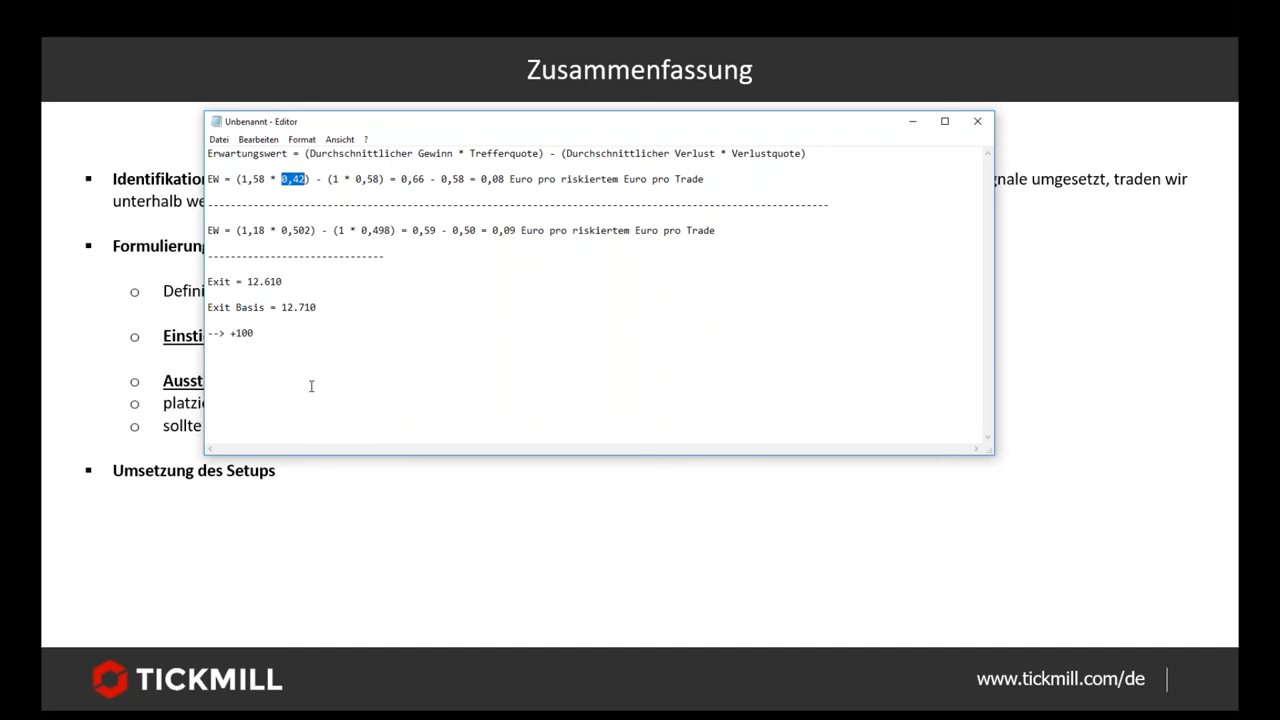 Zusammenfassung
Unbenannt - Editor
Datei Bearbeiten Format Ansicht ?
Erwartungswert = (Durchschnittlicher Gewinn * Trefferquote) - (Durchschnittlicher Verlust * Verlustquote)
EW = (1,58 * 0,42) - (1 * 0,58) = 0,66 - 0,58 = 0,08 Euro pro riskiertem Euro pro Trade
--------------------------------------------------------------------------------------------------------------
EW = (1,18 * 0,502) - (1 * 0,498) = 0,59 - 0,50 = 0,09 Euro pro riskiertem Euro pro Trade
-------------------------------
Exit = 12.610
Exit Basis = 12.710
--> +100
▪ Identifikation gnale umgesetzt, traden wir
unterhalb we
▪ Formulierung
o Defini
o Einsti
o Ausst
o platzi
o sollte
▪ Umsetzung des Setups
TICKMILL
www.tickmill.com/de